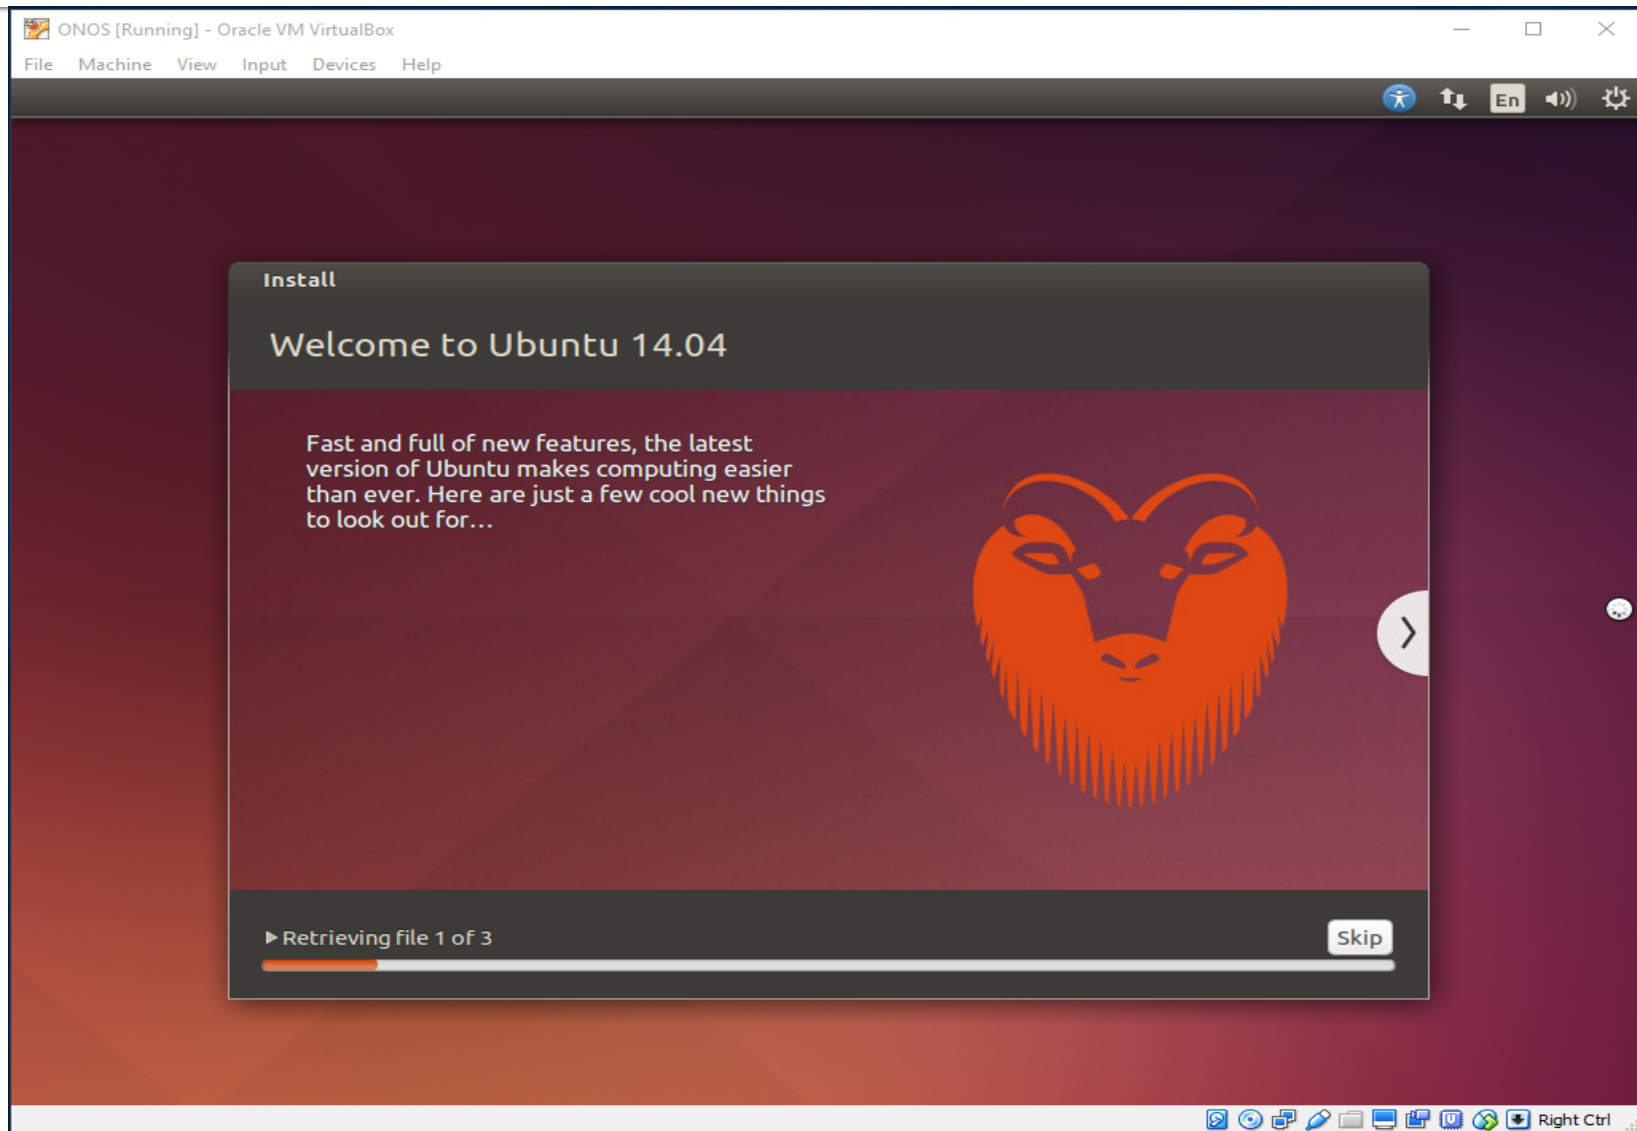 ONOS [Running] - Oracle VM VirtualBox
File Machine View Input Devices Help
En
Install
Welcome to Ubuntu 14.04
Fast and full of new features, the latest
version of Ubuntu makes computing easier
than ever. Here are just a few cool new things
to look out for...
Retrieving file 1 of 3
Skip
Right Ctrl